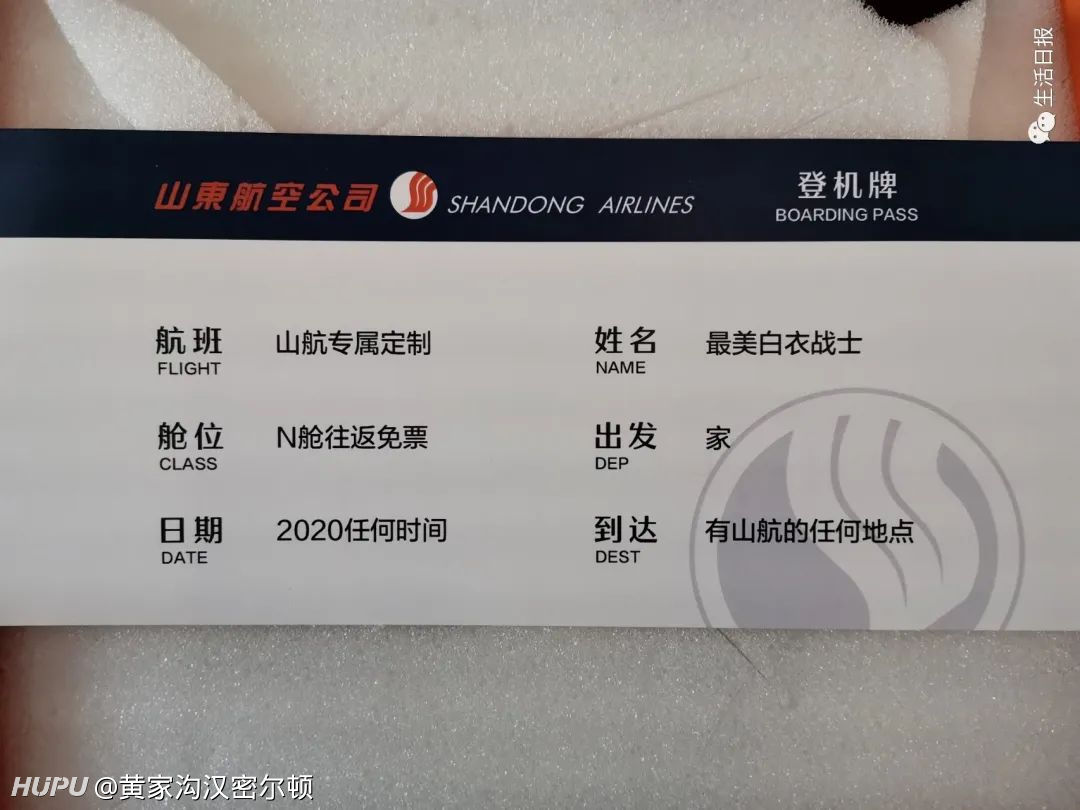 生活日报
山東航空公司 SHANDONG AIRLINES
登机牌
BOARDING PASS
航班 山航专属定制
FLIGHT
姓名 最美白衣战士
NAME
舱位 N舱往返免票
CLASS
出发 家
DEP
日期 2020任何时间
DATE
到达 有山航的任何地点
DEST
HUPU @黄家沟汉密尔顿